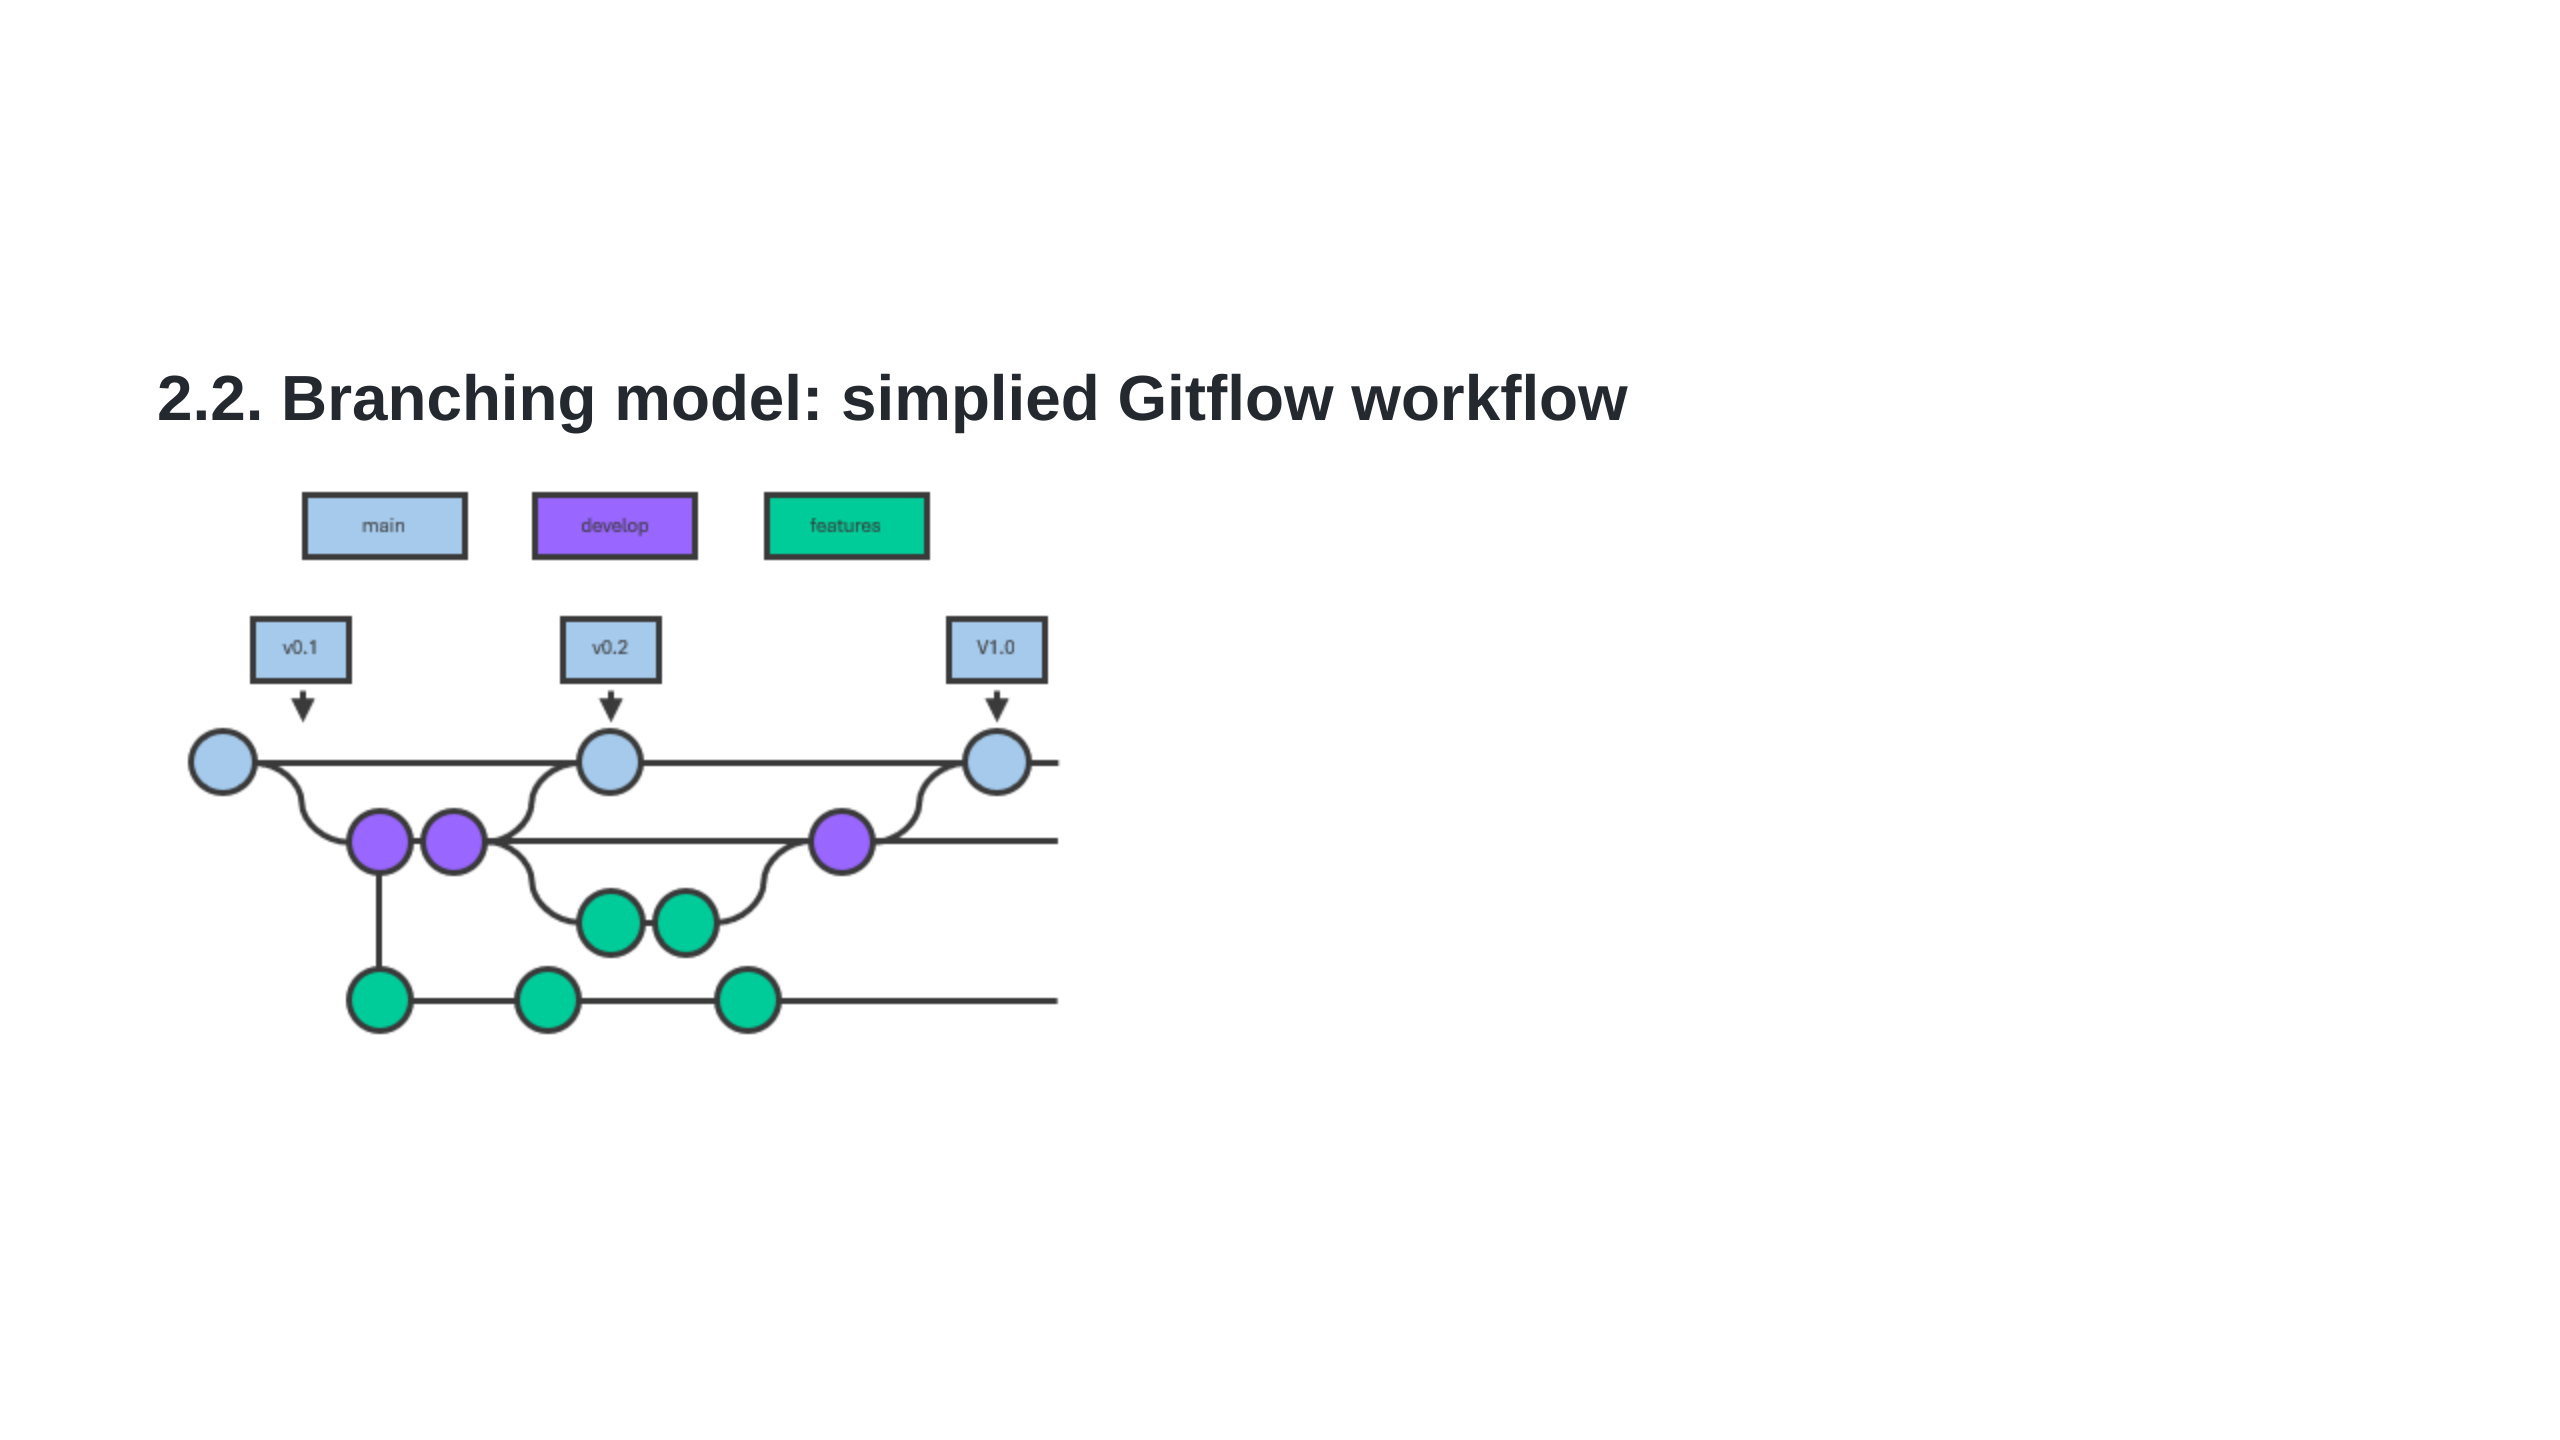 2.2. Branching model: simplied Gitflow workflow
main develop features
v0.1 v0.2 V1.0